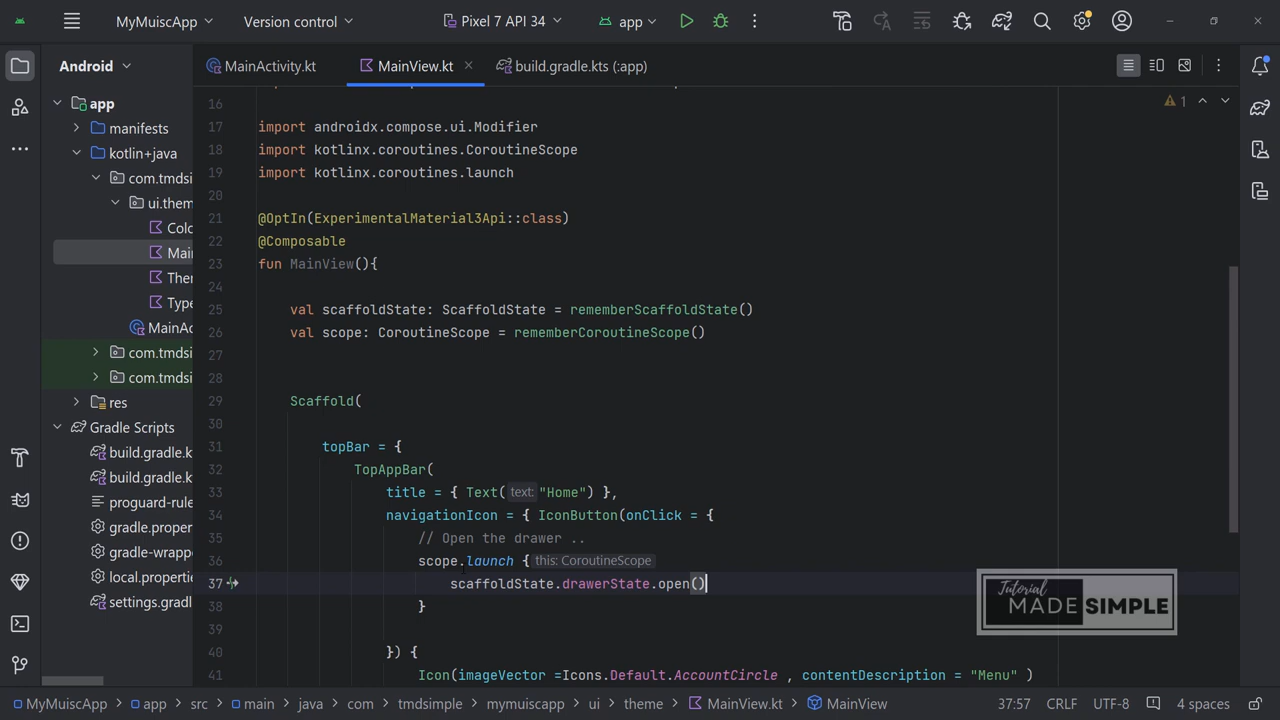 MyMuiscApp
Version control
Pixel 7 API 34
app
Android
MainActivity.kt
MainView.kt
build.gradle.kts (:app)
1
app
manifests
kotlin+java
com.tmds
ui.them
Colo
Main
Ther
Type
MainAc
com.tmdsi
com.tmdsi
res
Gradle Scripts
build.gradle.k
build.gradle.k
proguard-rule
gradle.proper
gradle-wrapp
local.propertie
settings.gradl
16
17 import androidx.compose.ui.Modifier
18 import kotlinx.coroutines.CoroutineScope
19 import kotlinx.coroutines.launch
20
21 @OptIn(ExperimentalMaterial3Api::class)
22 @Composable
23 fun MainView(){
24
25 val scaffoldState: ScaffoldState = rememberScaffoldState()
26 val scope: CoroutineScope = rememberCoroutineScope()
27
28
29 Scaffold(
30
31 topBar = {
32 TopAppBar(
33 title = { Text( text: "Home") },
34 navigationIcon = { IconButton(onClick = {
35 // Open the drawer ..
36 scope.launch { this: CoroutineScope
37 scaffoldState.drawerState.open()
38 }
39
40 }) {
41 Icon(imageVector =Icons.Default.AccountCircle , contentDescription = "Menu" )
Tutorial
MADE SIMPLE
MyMuiscApp > app > src > main > java > com > tmdsimple > mymuiscapp > ui > theme > MainView.kt > MainView
37:57 CRLF UTF-8 4 spaces